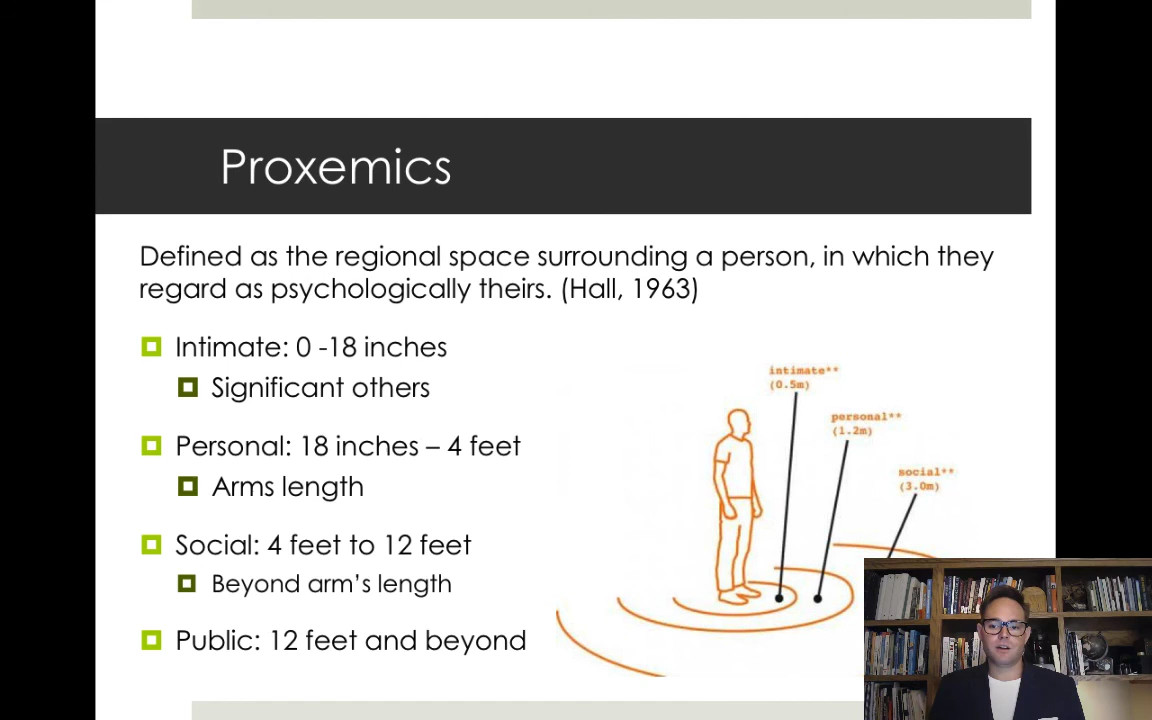 Proxemics
Defined as the regional space surrounding a person, in which they
regard as psychologically theirs. (Hall, 1963)
Intimate: 0 -18 inches
Significant others
Personal: 18 inches – 4 feet
Arms length
Social: 4 feet to 12 feet
Beyond arm's length
Public: 12 feet and beyond
intimate**
(0.5m)
personal**
(1.2m)
social**
(3.0m)